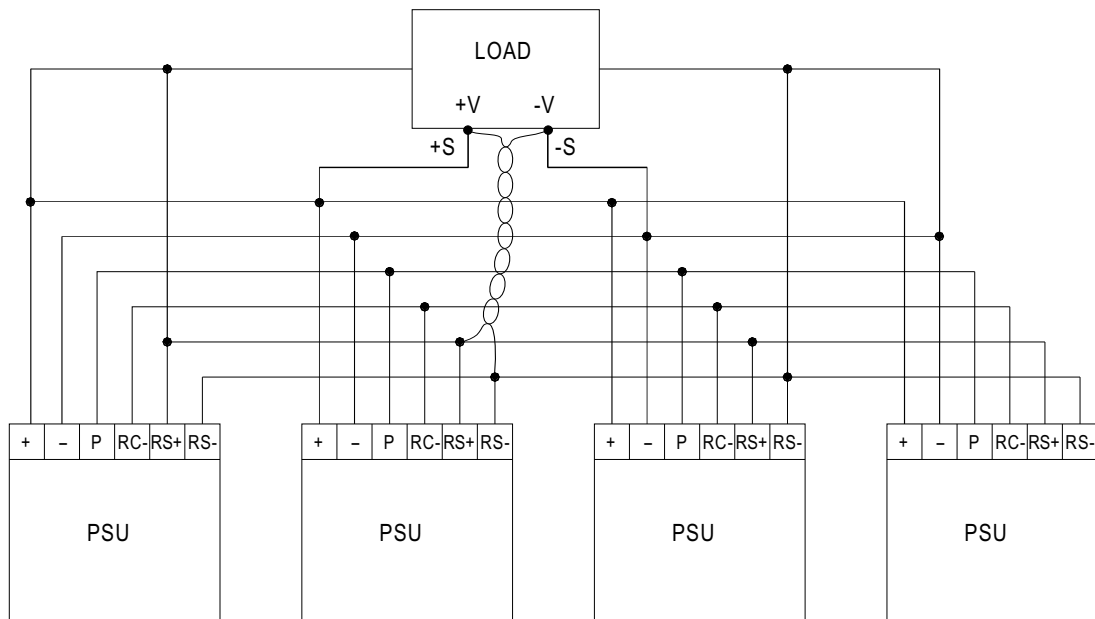 LOAD
+V -V
+S -S
+ – P RC- RS+ RS- + – P RC- RS+ RS- + – P RC- RS+ RS- + – P RC- RS+ RS-
PSU PSU PSU PSU